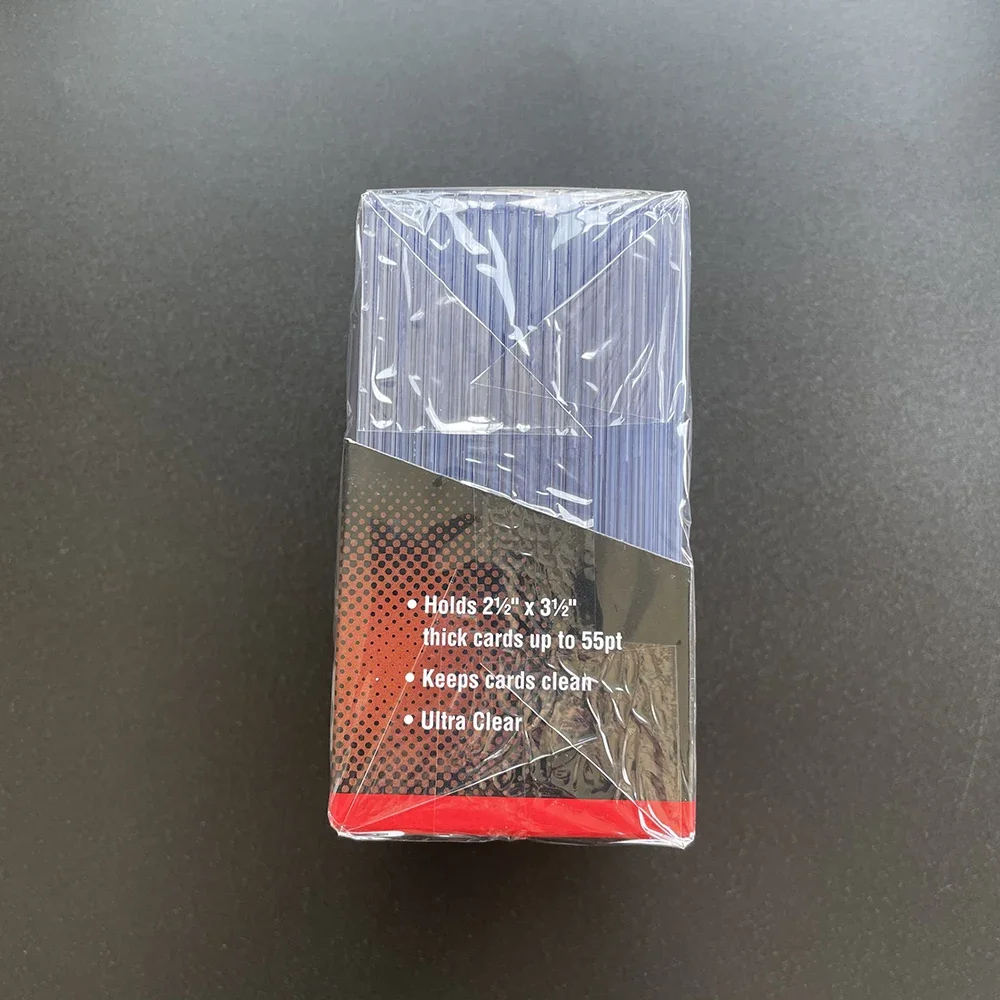 • Holds 2½" x 3½"
thick cards up to 55pt
• Keeps cards clean
• Ultra Clear